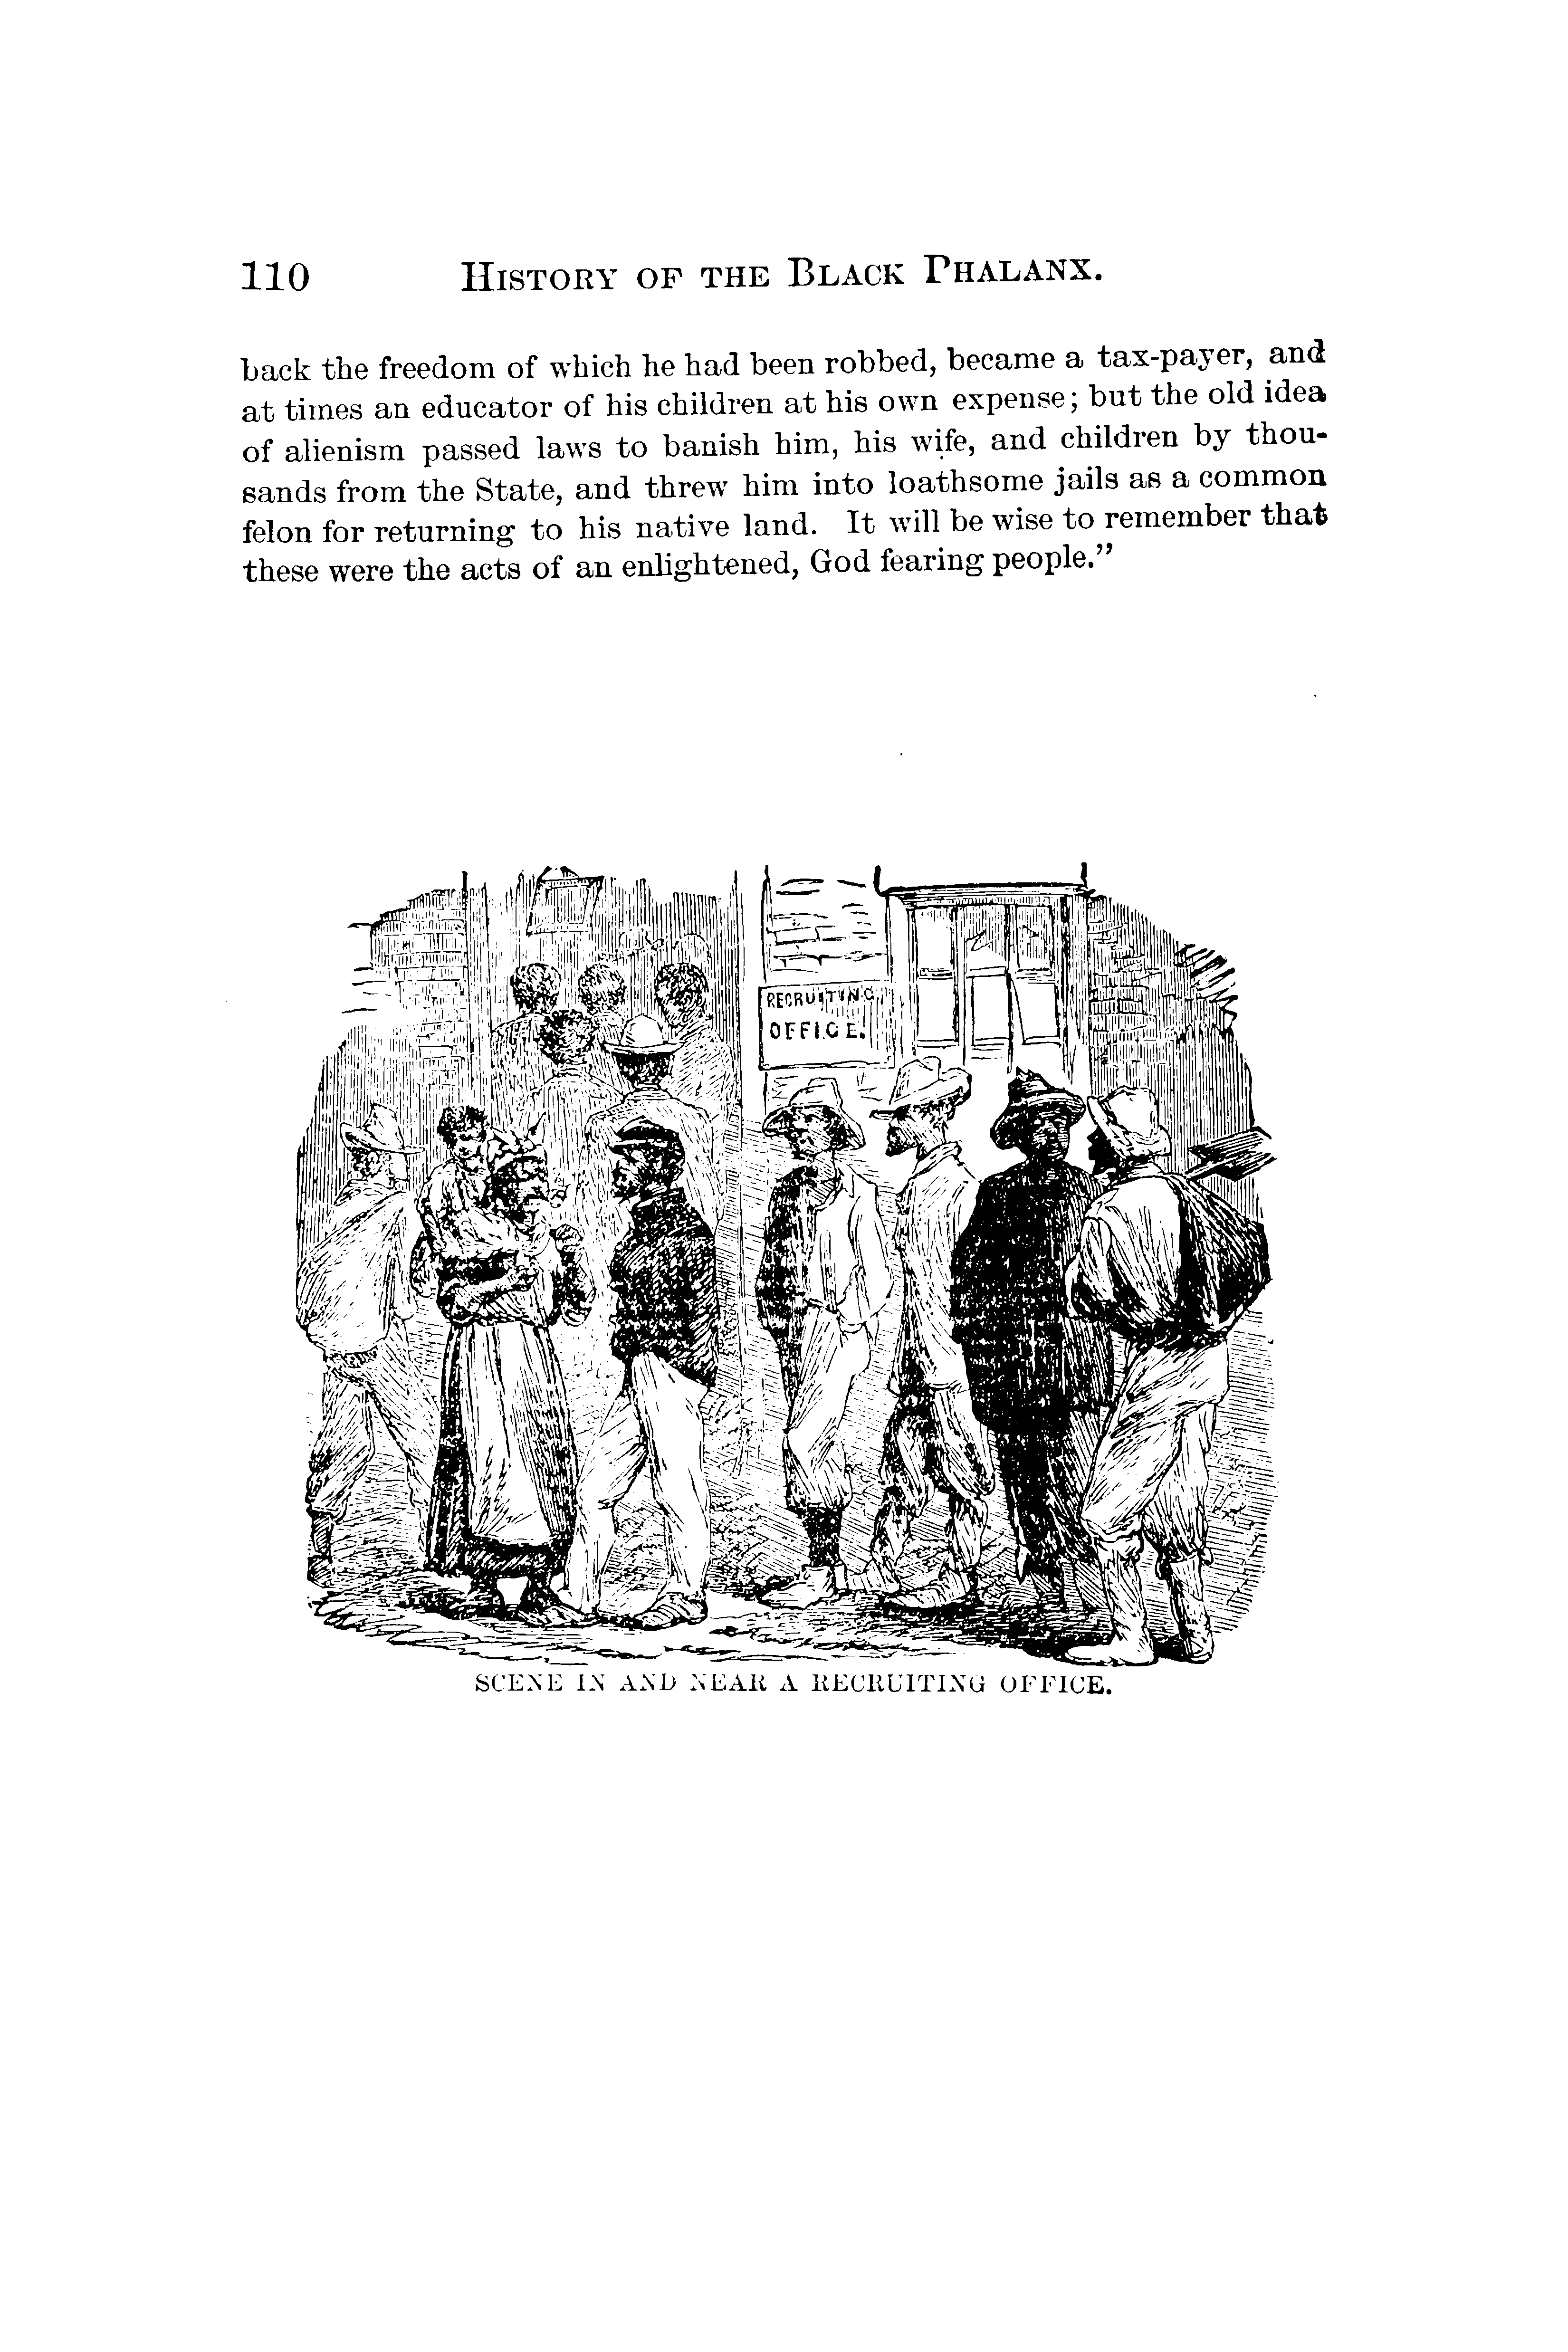 110 HISTORY OF THE BLACK PHALANX.
back the freedom of which he had been robbed, became a tax-payer, and
at times an educator of his children at his own expense; but the old idea
of alienism passed laws to banish him, his wife, and children by thou-
sands from the State, and threw him into loathsome jails as a common
felon for returning to his native land. It will be wise to remember that
these were the acts of an enlightened, God fearing people.”
RECRUITING
OFFICE.
SCENE IN AND NEAR A RECRUITING OFFICE.